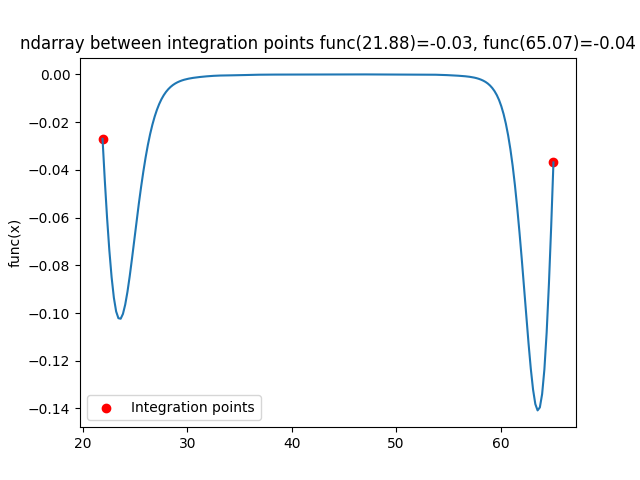 ndarray between integration points func(21.88)=-0.03, func(65.07)=-0.04
0.00
−0.02
−0.04
−0.06
−0.08
−0.10
−0.12
−0.14
func(x)
Integration points
20 30 40 50 60